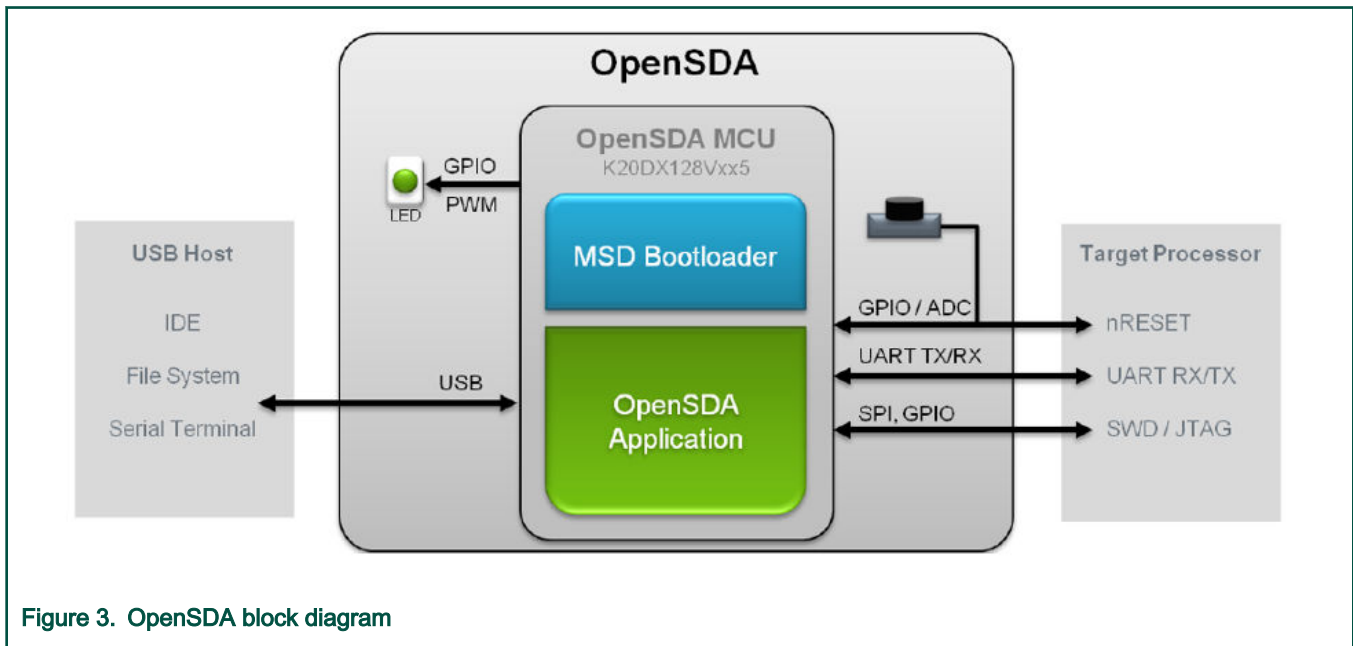 OpenSDA
OpenSDA MCU
K20DX128Vxx5
GPIO
PWM
LED
MSD Bootloader
OpenSDA
Application
USB Host
IDE
File System
Serial Terminal
USB
GPIO / ADC
UART TX/RX
SPI, GPIO
Target Processor
nRESET
UART RX/TX
SWD / JTAG
Figure 3. OpenSDA block diagram